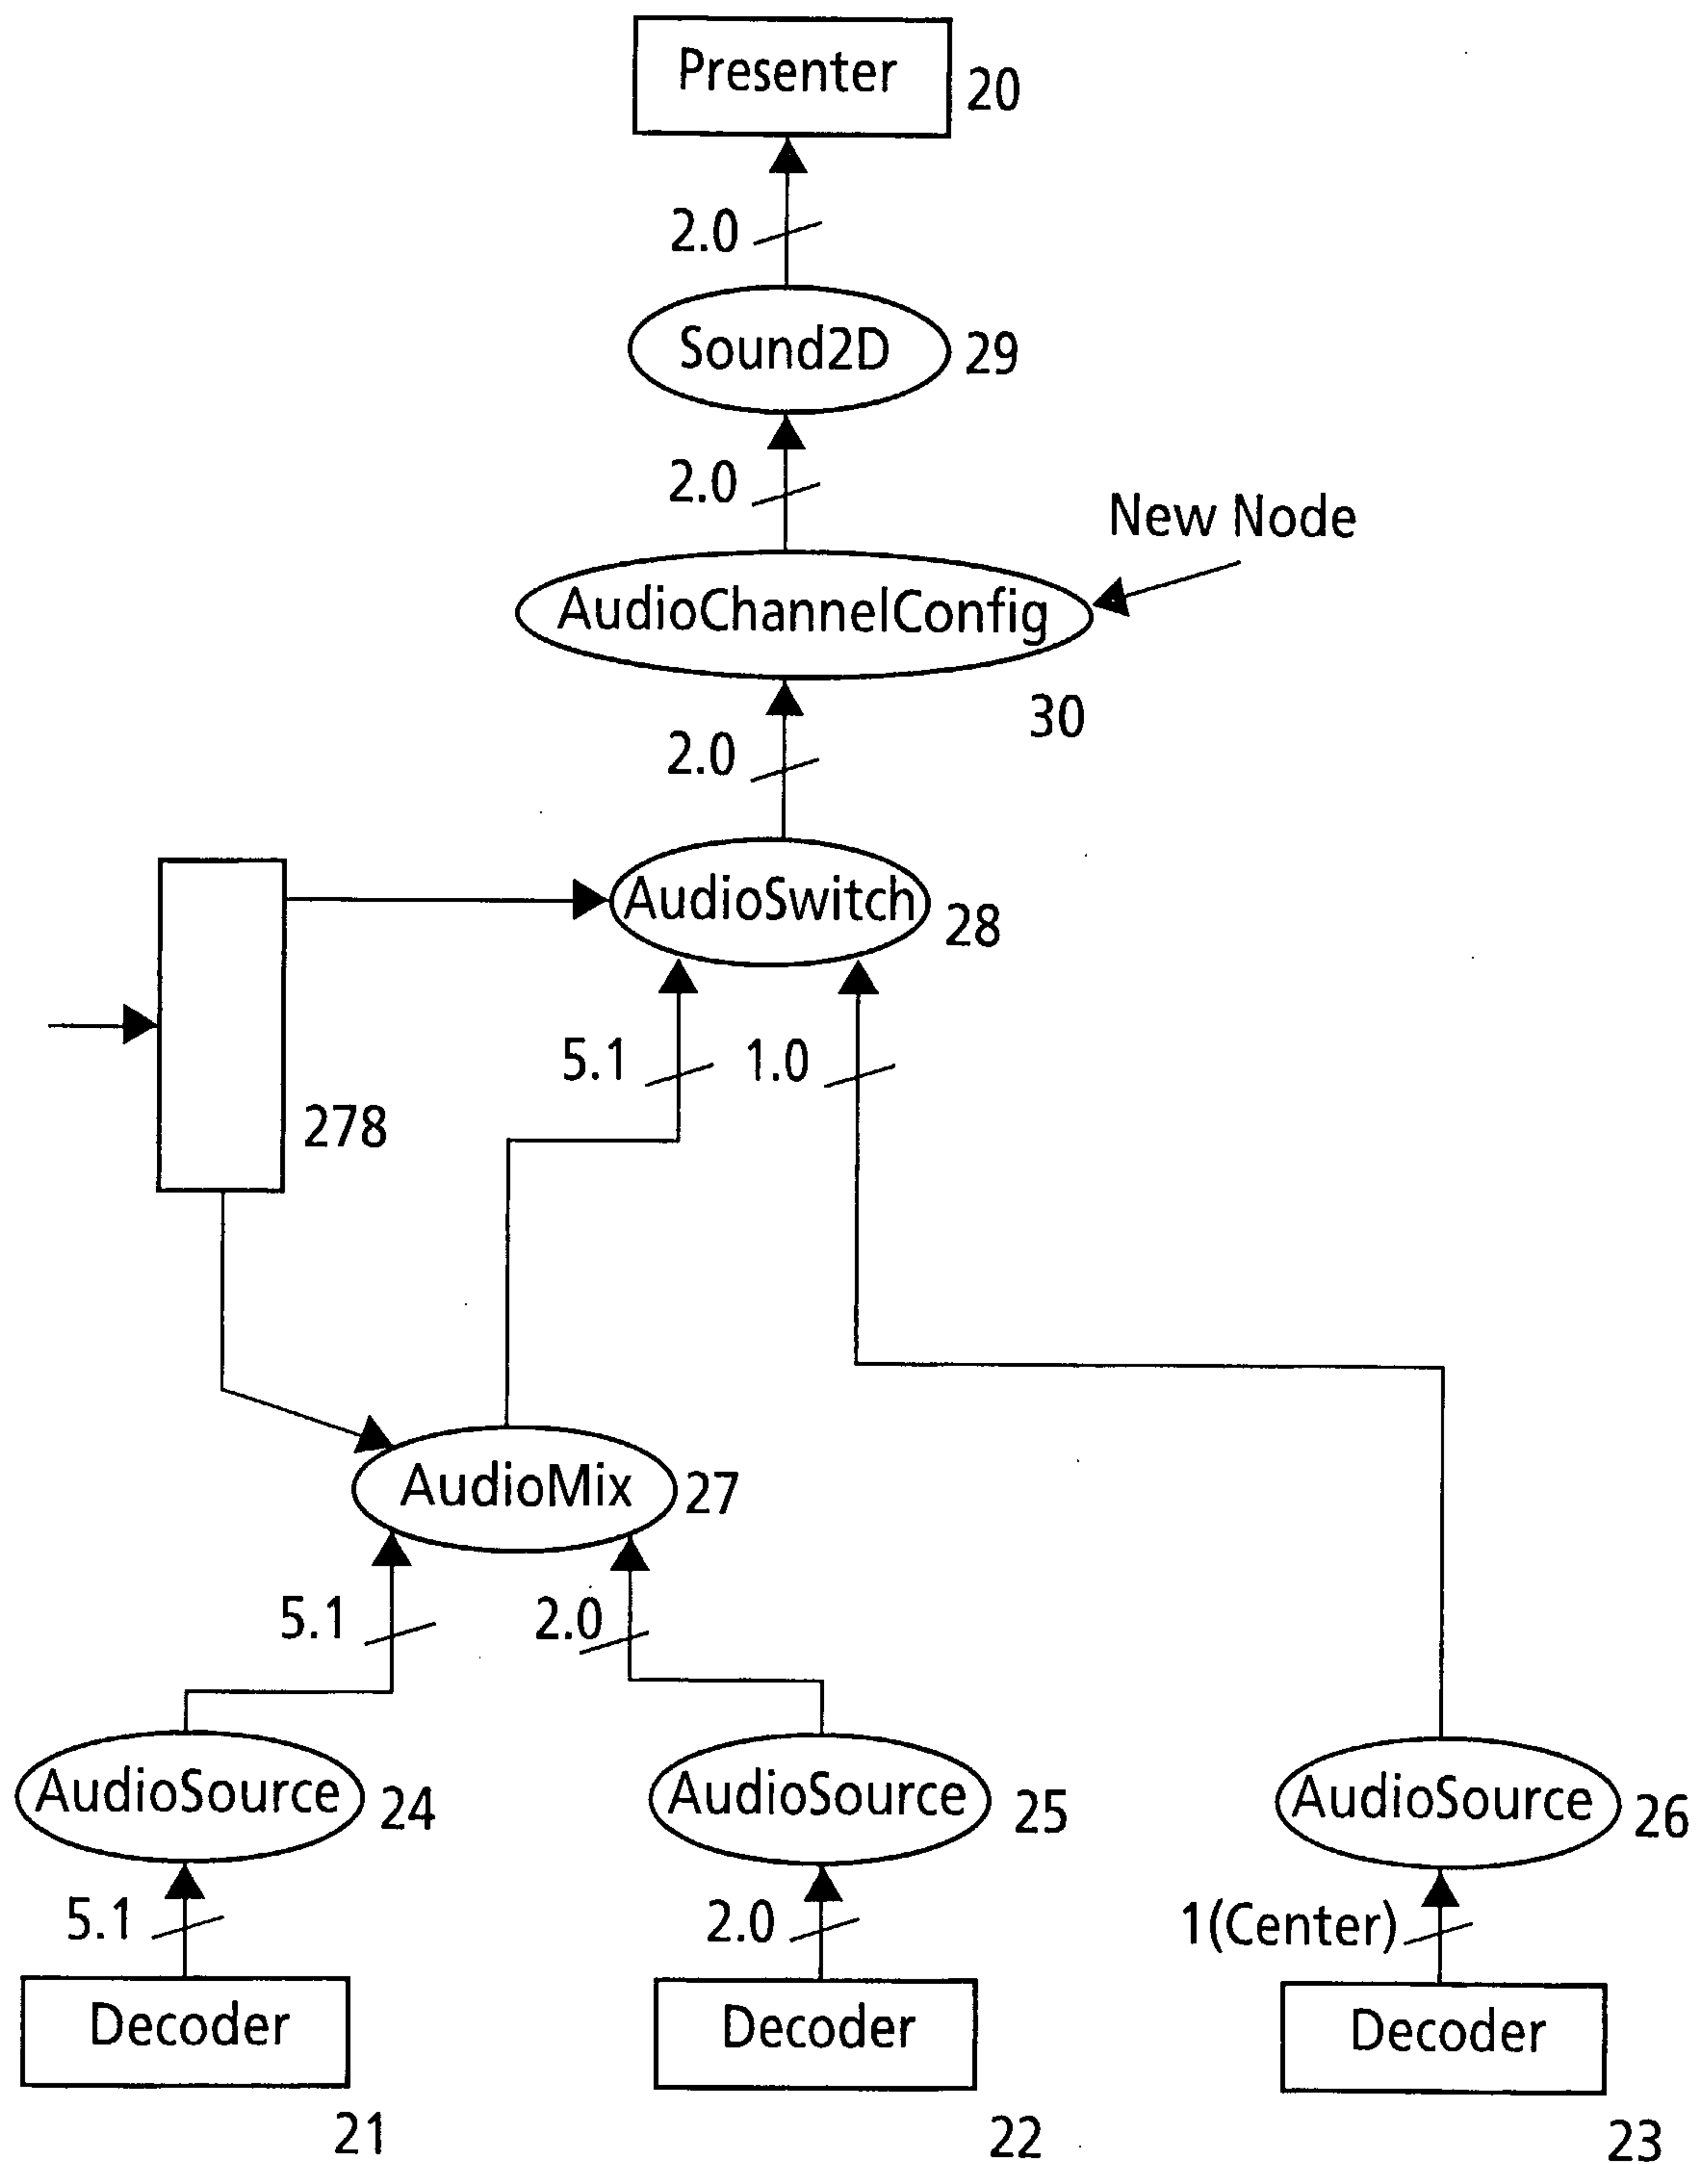 Presenter 20
2.0
Sound2D 29
2.0
New Node
AudioChannelConfig
30
2.0
AudioSwitch 28
5.1 1.0
278
AudioMix 27
5.1 2.0
AudioSource 24 AudioSource 25 AudioSource 26
5.1 2.0 1(Center)
Decoder Decoder Decoder
21 22 23